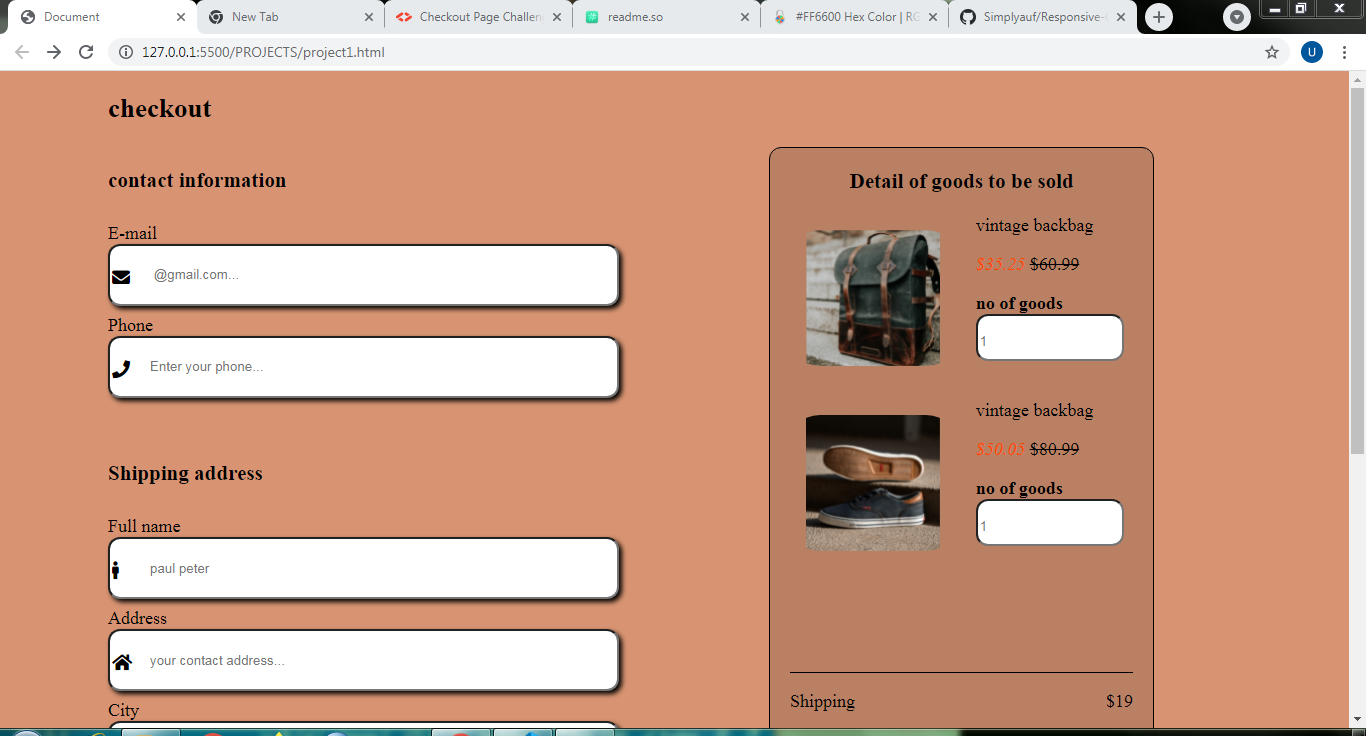 Document
New Tab
Checkout Page Challen
readme.so
#FF6600 Hex Color | RG
Simplyauf/Responsive-
127.0.0.1:5500/PROJECTS/project1.html
U
checkout
contact information
E-mail
@gmail.com...
Phone
Enter your phone...
Shipping address
Full name
paul peter
Address
your contact address...
City
Detail of goods to be sold
vintage backbag
$35.25 $60.99
no of goods
1
vintage backbag
$50.05 $80.99
no of goods
1
Shipping $19